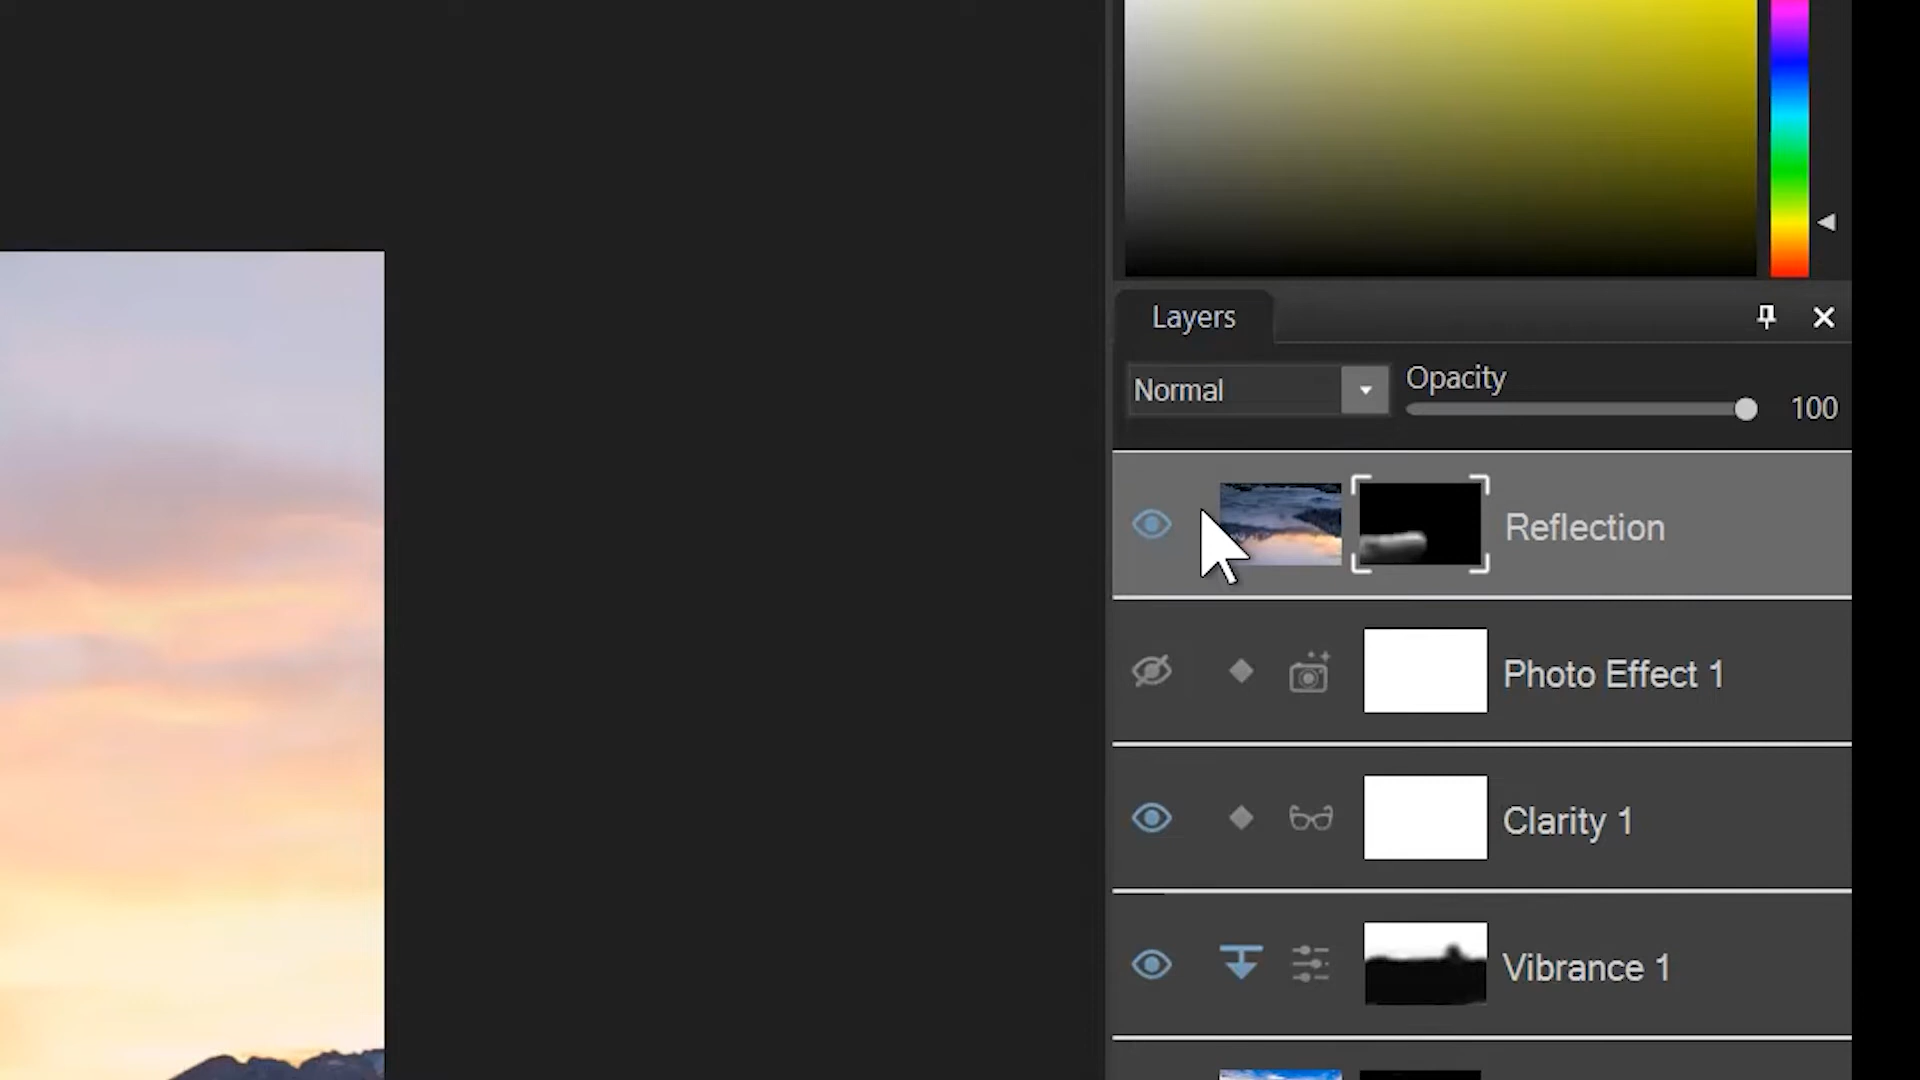 Layers
Normal
Opacity
100
Reflection
Photo Effect 1
Clarity 1
Vibrance 1